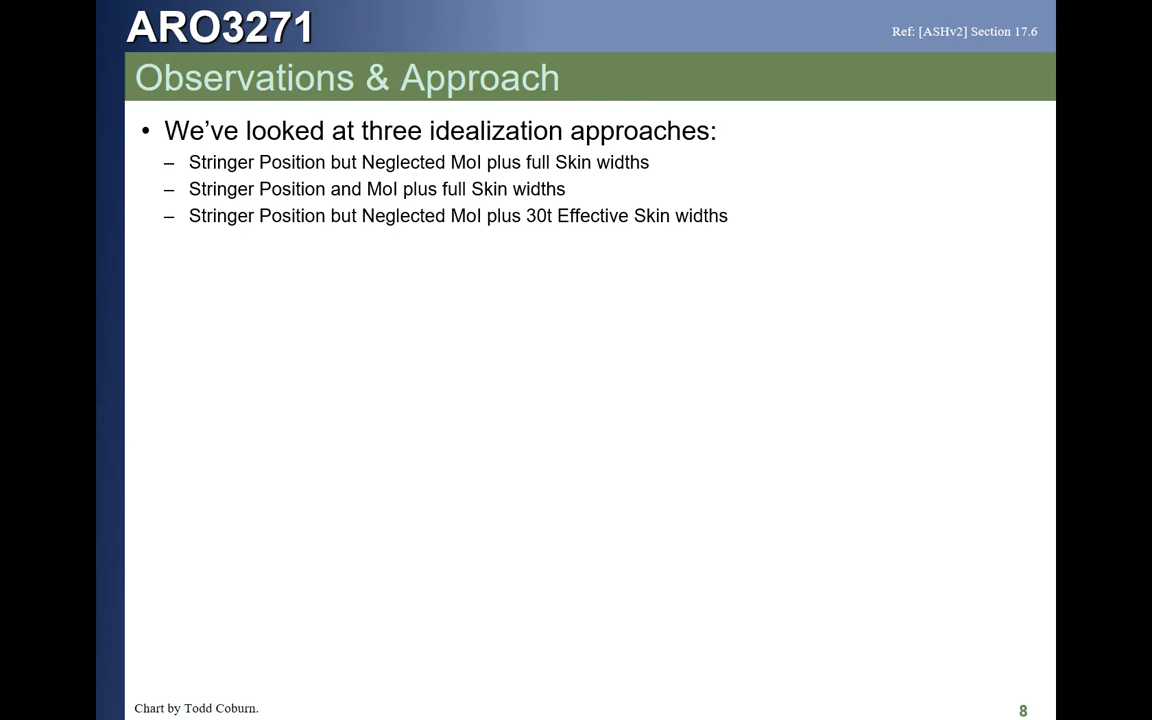 ARO3271
Ref: [ASHv2] Section 17.6
Observations & Approach
• We’ve looked at three idealization approaches:
– Stringer Position but Neglected MoI plus full Skin widths
– Stringer Position and MoI plus full Skin widths
– Stringer Position but Neglected MoI plus 30t Effective Skin widths
Chart by Todd Coburn.
8